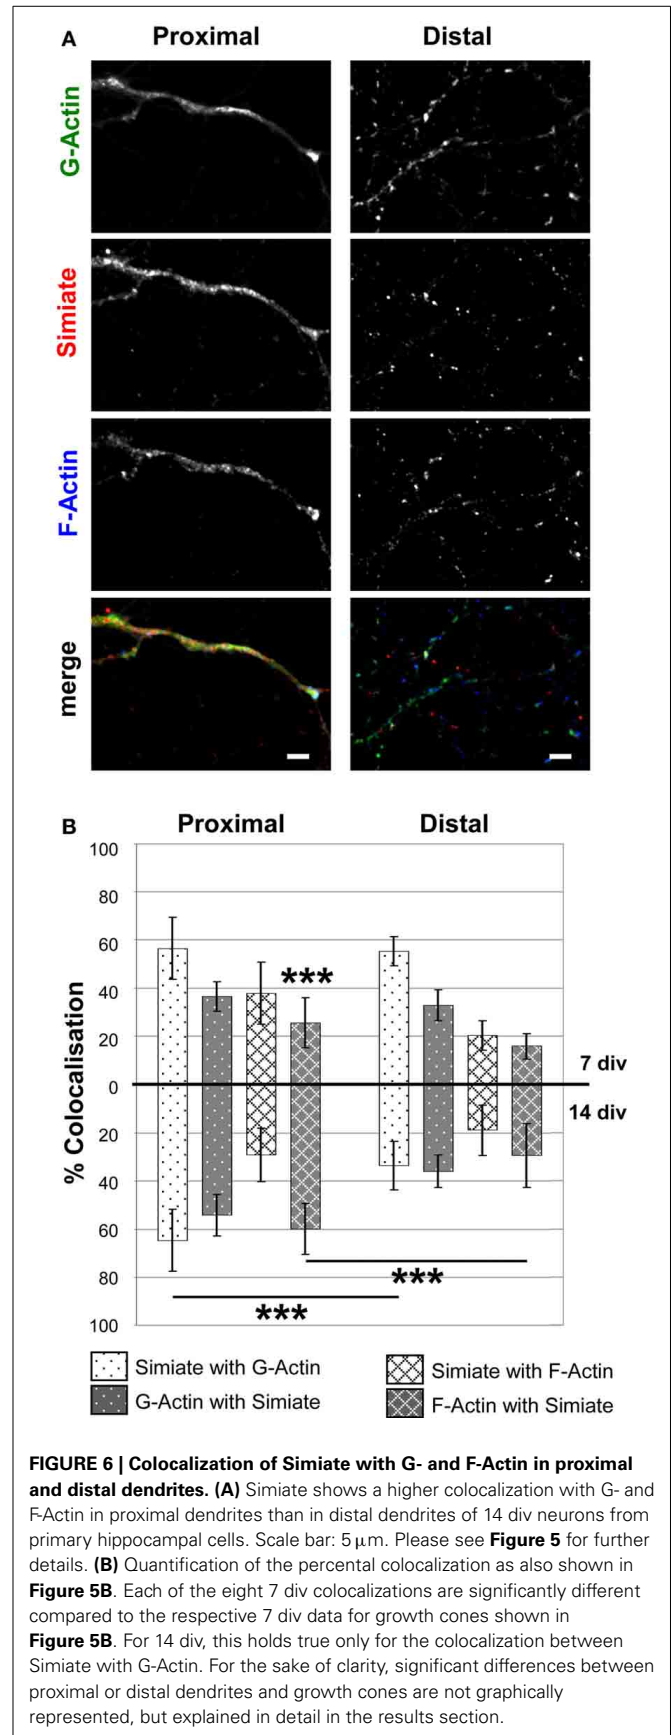 A
Proximal
Distal
G-Actin
Simiate
F-Actin
merge
B
Proximal
Distal
100
80
60
40
20
0
20
40
60
80
100
% Colocalisation
***
7 div
14 div
***
***
Simiate with G-Actin
Simiate with F-Actin
G-Actin with Simiate
F-Actin with Simiate
FIGURE 6 | Colocalization of Simiate with G- and F-Actin in proximal
and distal dendrites. (A) Simiate shows a higher colocalization with G- and
F-Actin in proximal dendrites than in distal dendrites of 14 div neurons from
primary hippocampal cells. Scale bar: 5 µm. Please see Figure 5 for further
details. (B) Quantification of the percental colocalization as also shown in
Figure 5B. Each of the eight 7 div colocalizations are significantly different
compared to the respective 7 div data for growth cones shown in
Figure 5B. For 14 div, this holds true only for the colocalization between
Simiate with G-Actin. For the sake of clarity, significant differences between
proximal or distal dendrites and growth cones are not graphically
represented, but explained in detail in the results section.